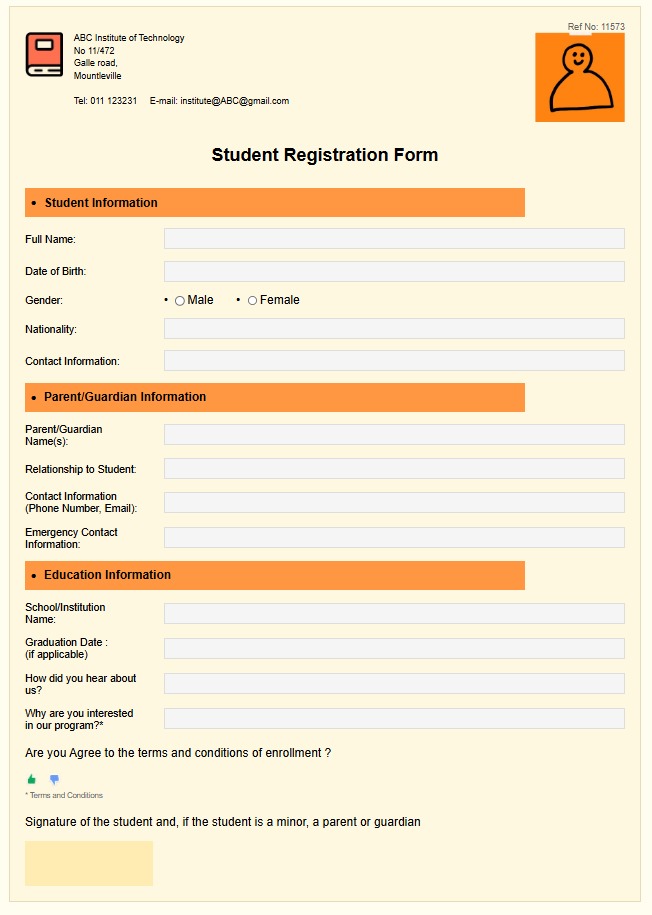 Ref No: 11573
ABC Institute of Technology
No 11/472
Galle road,
Mountleville
Tel: 011 123231 E-mail: institute@ABC@gmail.com
Student Registration Form
• Student Information
Full Name:
Date of Birth:
Gender: • Male • Female
Nationality:
Contact Information:
• Parent/Guardian Information
Parent/Guardian
Name(s):
Relationship to Student:
Contact Information
(Phone Number, Email):
Emergency Contact
Information:
• Education Information
School/Institution
Name:
Graduation Date :
(if applicable)
How did you hear about
us?
Why are you interested
in our program?*
Are you Agree to the terms and conditions of enrollment ?
* Terms and Conditions
Signature of the student and, if the student is a minor, a parent or guardian